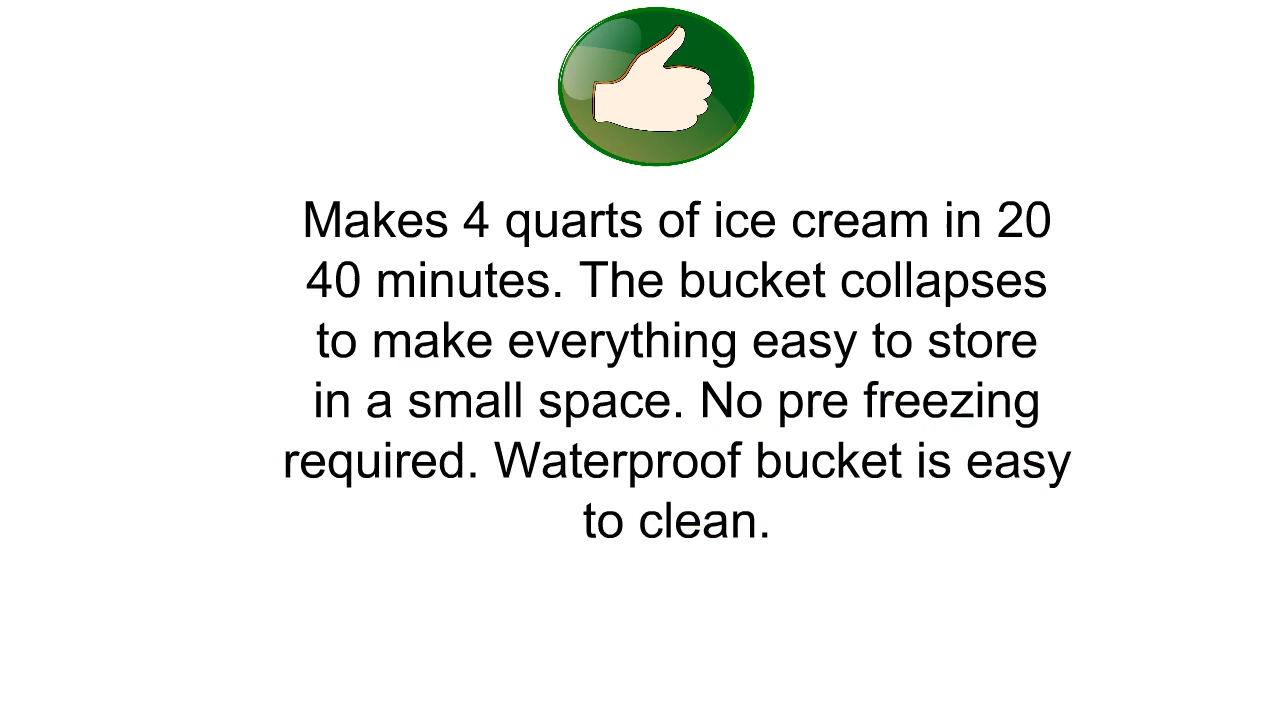 Makes 4 quarts of ice cream in 20
40 minutes. The bucket collapses
to make everything easy to store
in a small space. No pre freezing
required. Waterproof bucket is easy
to clean.